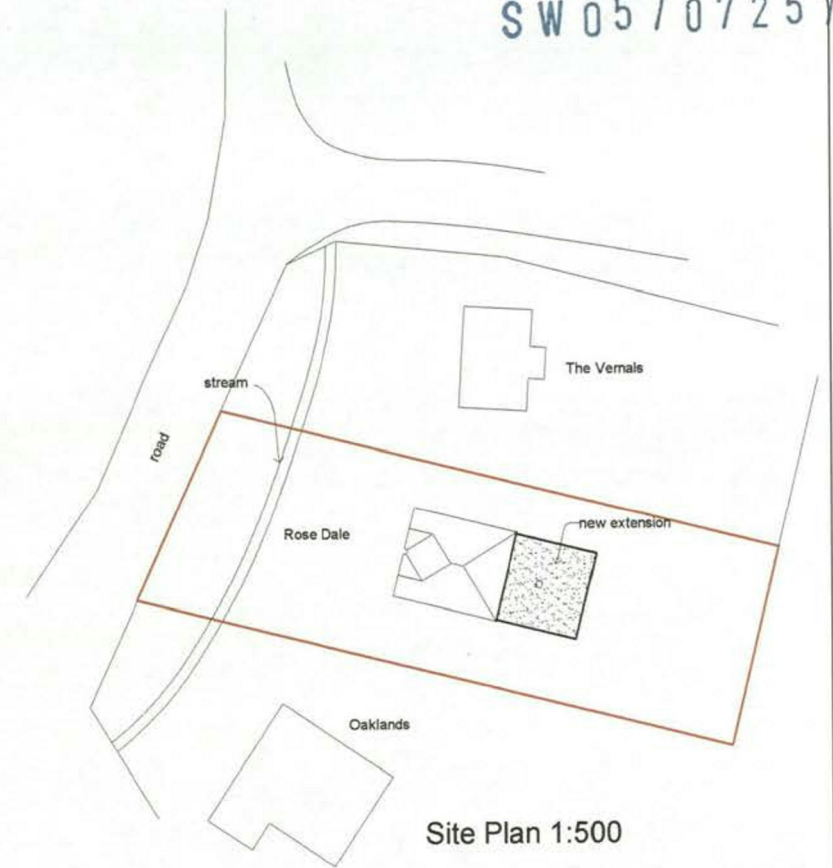 SW05/0725
The Vernals
stream
road
new extension
Rose Dale
Oaklands
Site Plan 1:500